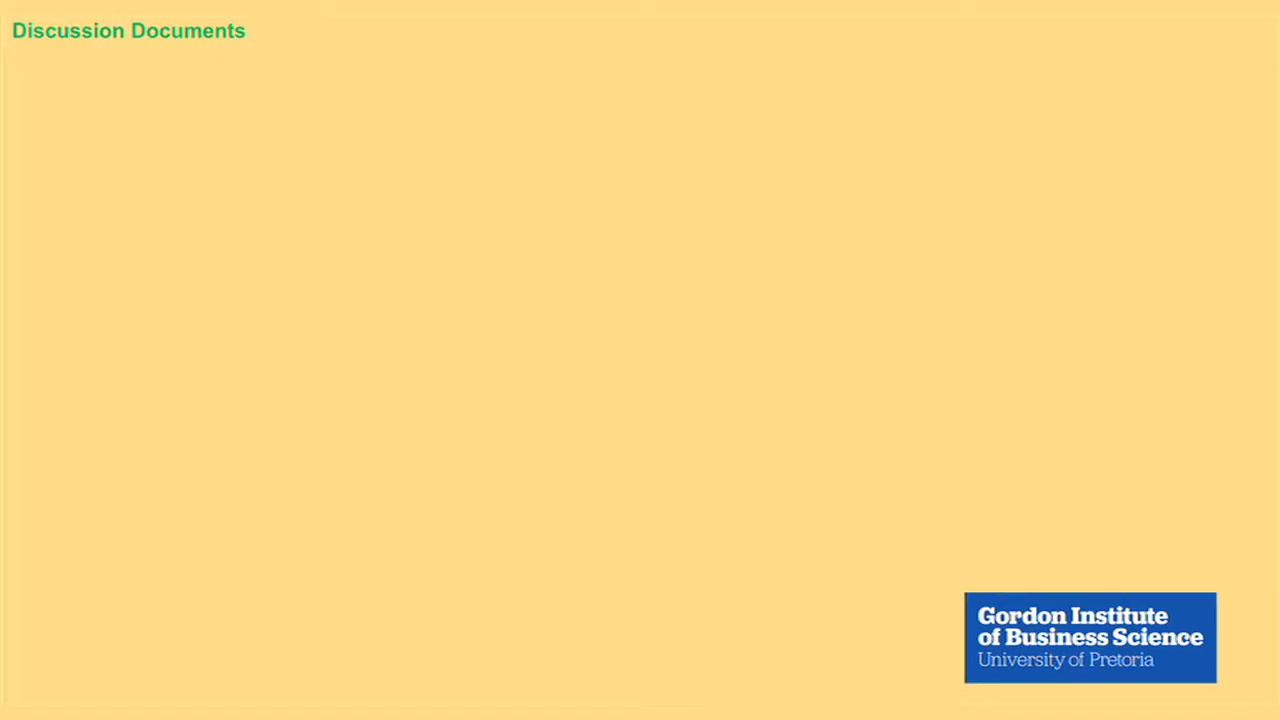 Discussion Documents
Gordon Institute
of Business Science
University of Pretoria